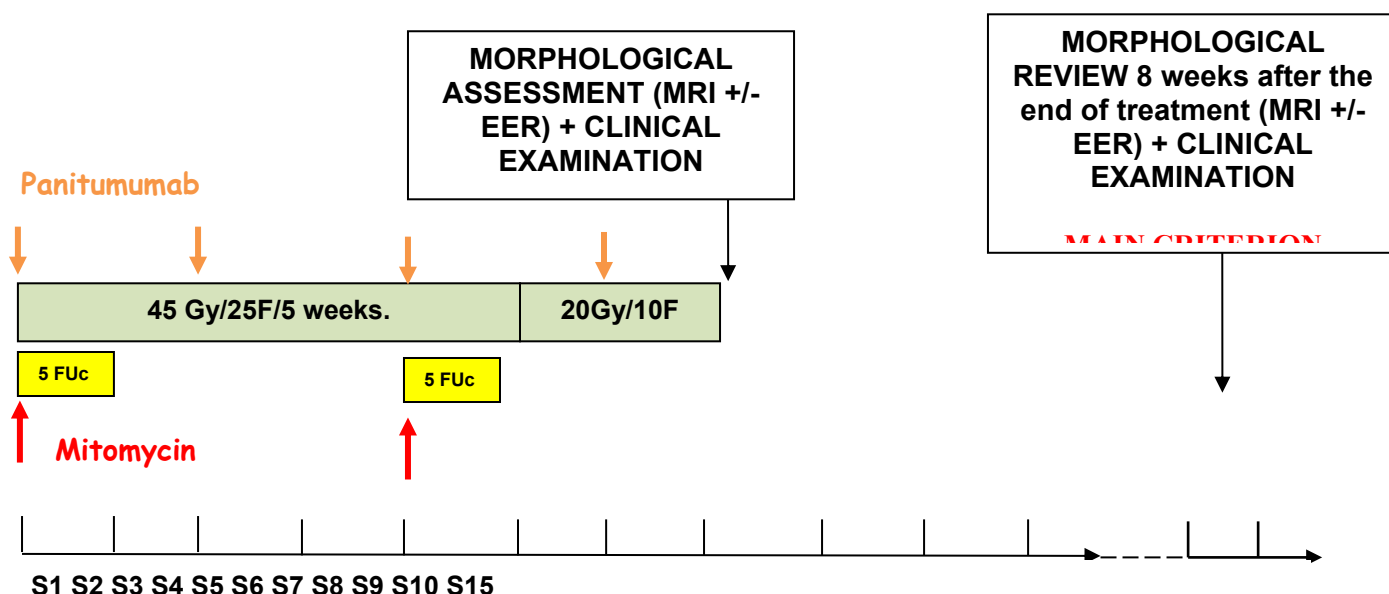 MORPHOLOGICAL
ASSESSMENT (MRI +/-
EER) + CLINICAL
EXAMINATION
MORPHOLOGICAL
REVIEW 8 weeks after the
end of treatment (MRI +/-
EER) + CLINICAL
EXAMINATION
MAIN CRITERION
Panitumumab
45 Gy/25F/5 weeks.
20Gy/10F
5 FUc
5 FUc
Mitomycin
S1 S2 S3 S4 S5 S6 S7 S8 S9 S10 S15